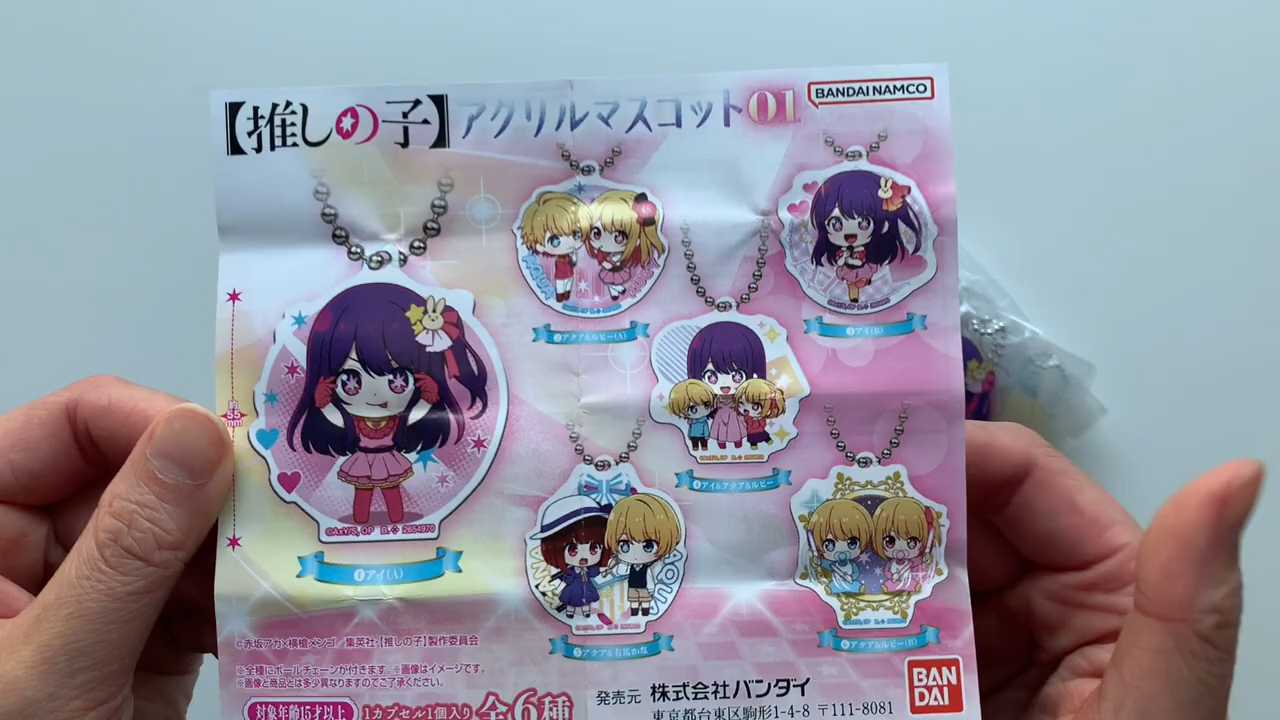 【推しの子】アクリルマスコット01
BANDAI NAMCO
約55mm
©AxY/S, OP B.❖ 2654970
①アイ(A)
②アクア&ルビー(A)
③アイ(B)
④アイ&アクア&ルビー
⑤アクア&有馬かな
⑥アクア&ルビー(B)
©赤坂アカ×横槍メンゴ/集英社・【推しの子】製作委員会
※全種にボールチェーンが付きます。※画像はイメージです。
※画像と商品とは多少異なりますのでご了承ください。
対象年齢15才以上
1カプセル1個入り
全6種
発売元 株式会社バンダイ
東京都台東区駒形1-4-8 〒111-8081
BAN
DAI